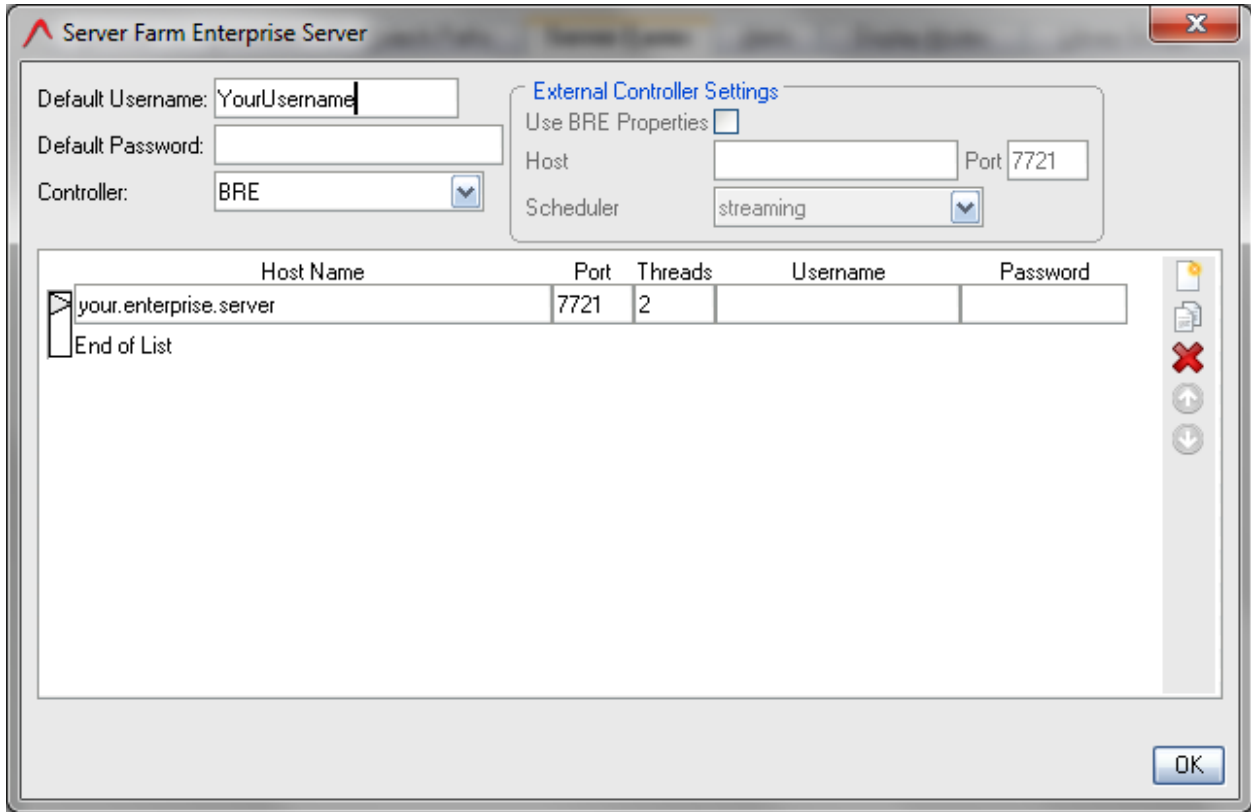 Server Farm Enterprise Server
Default Username: YourUsername
Default Password:
Controller: BRE
External Controller Settings
Use BRE Properties
Host Port 7721
Scheduler streaming
Host Name Port Threads Username Password
your.enterprise.server 7721 2
End of List
OK